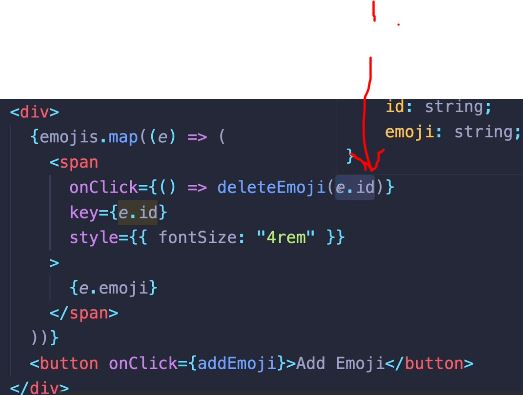 id: string;
<div>
emoji: string;
{emojis.map((e) => (
}
<span
onClick={() => deleteEmoji(e.id)}
key={e.id}
style={{ fontSize: "4rem" }}
>
{e.emoji}
</span>
))}
<button onClick={addEmoji}>Add Emoji</button>
</div>